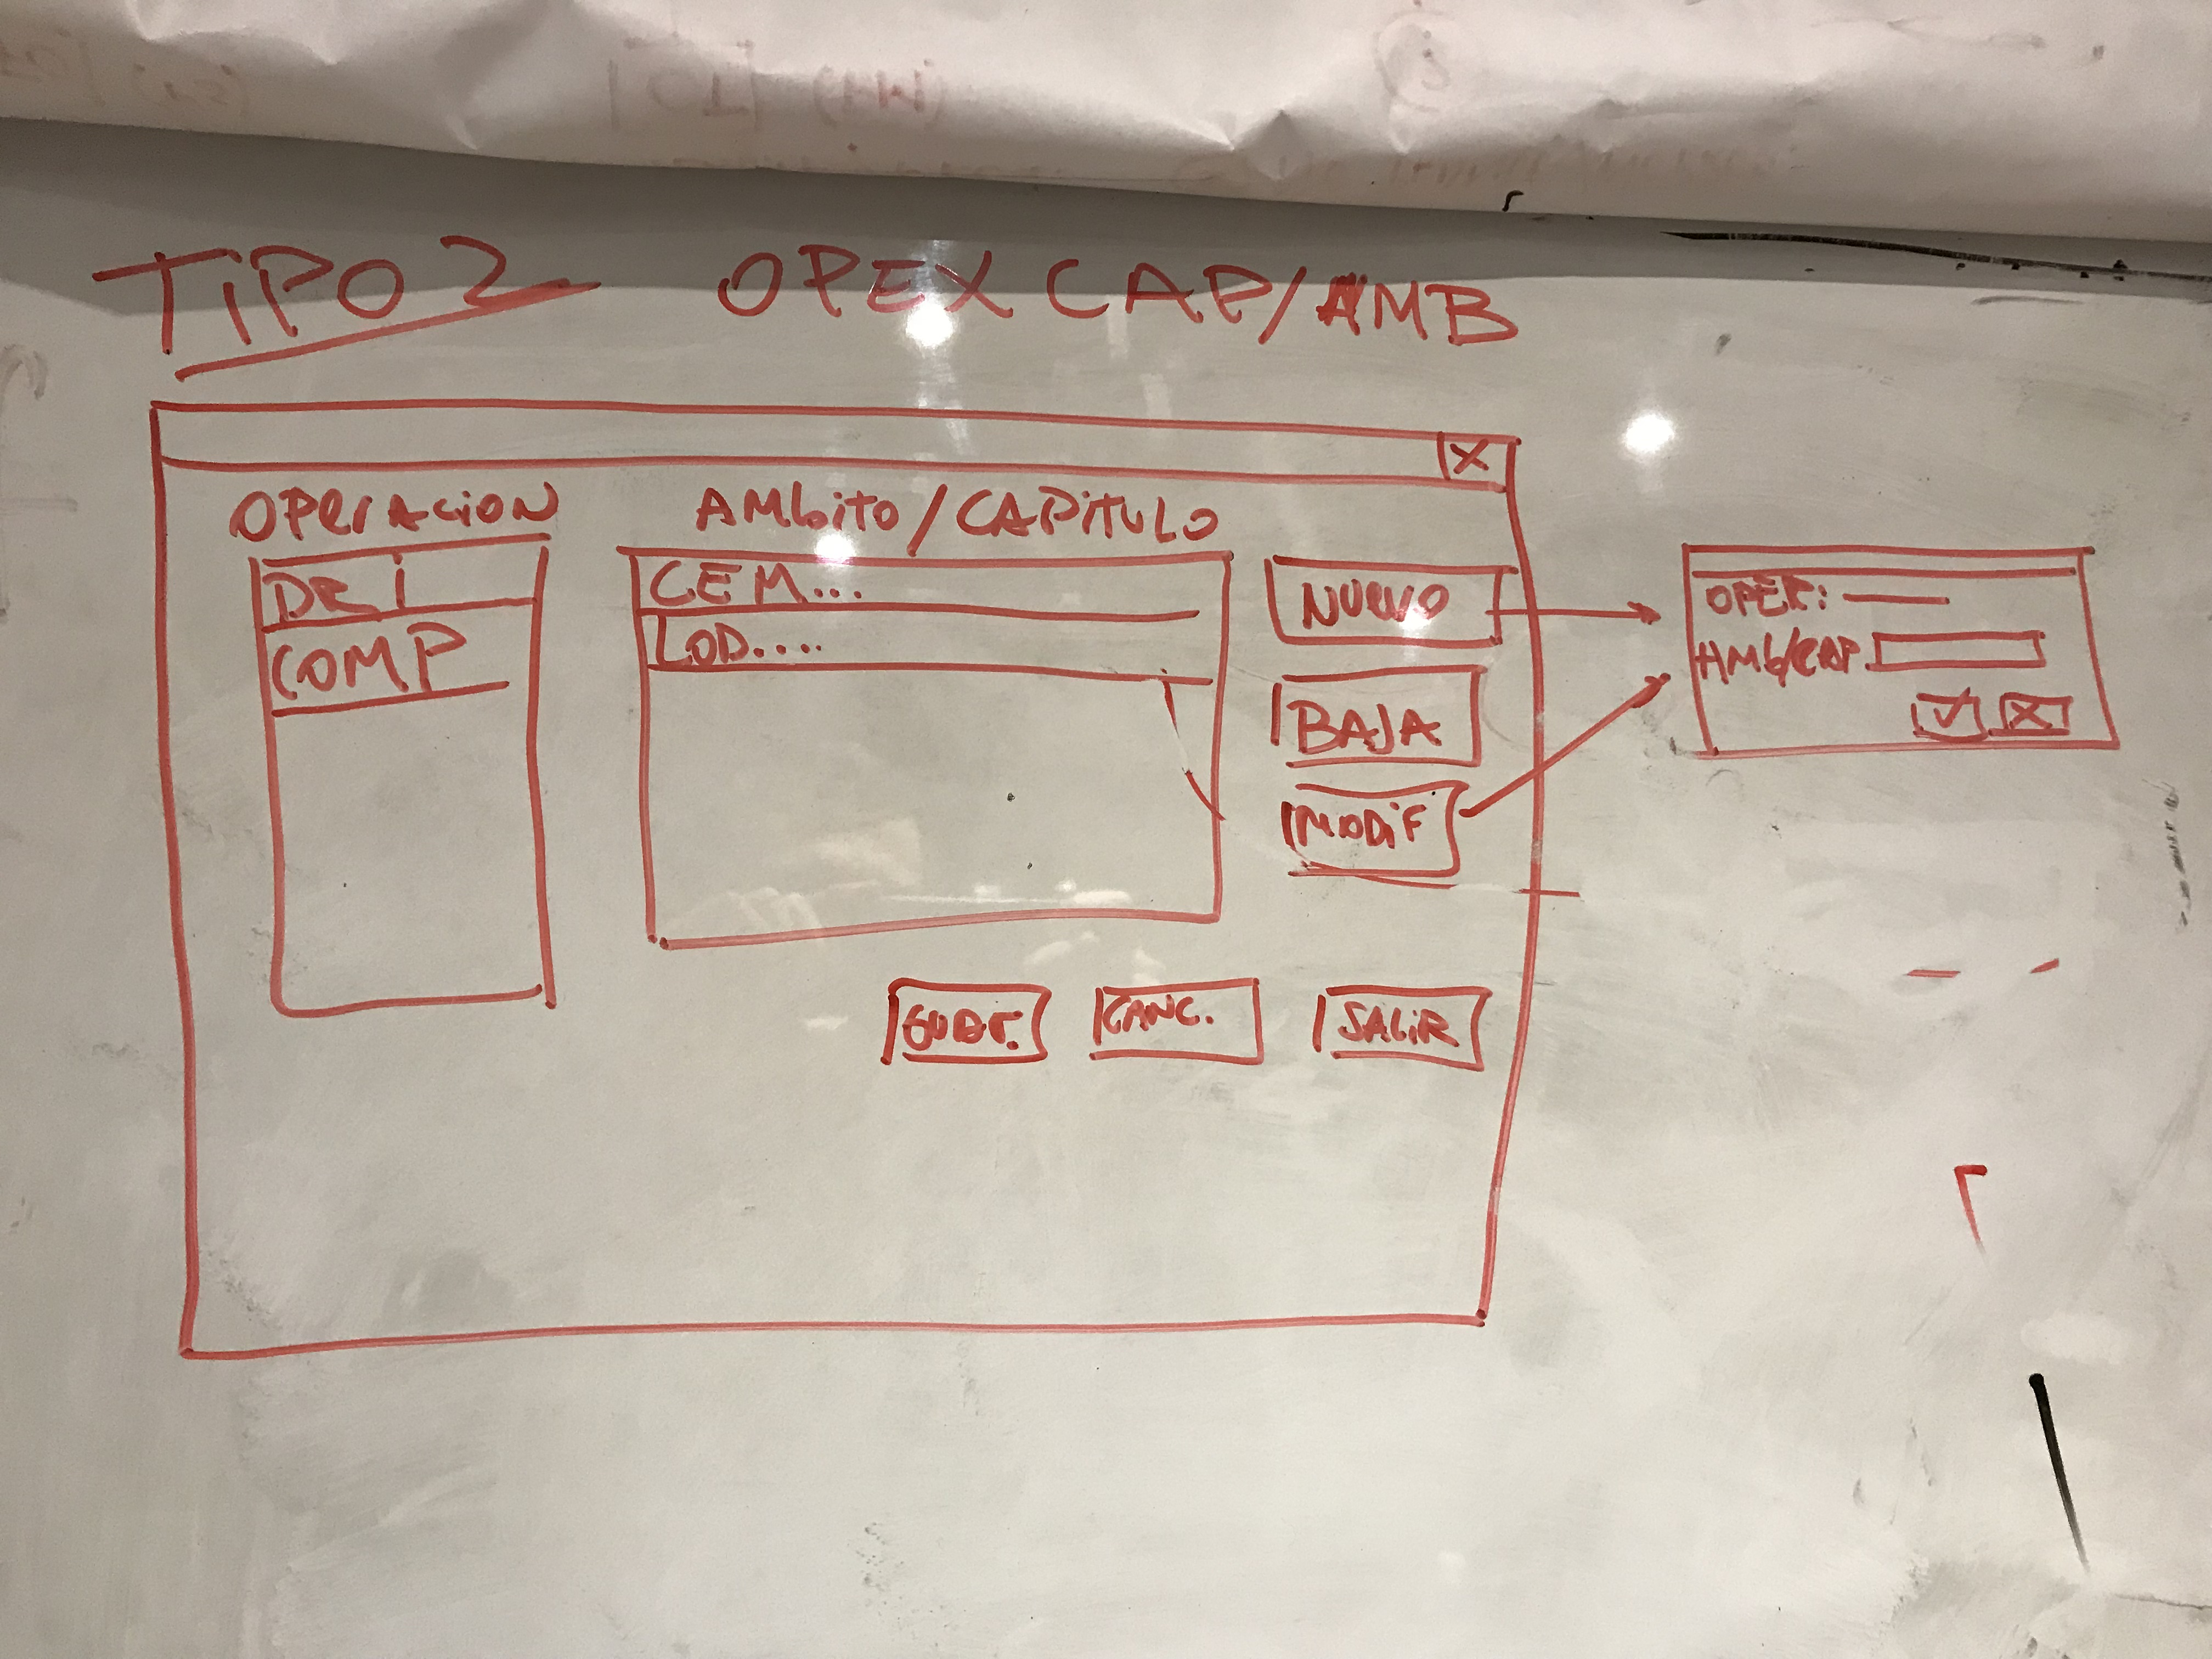 TIPO 2 OPEX CAP/AMB
X
OPERACION AMbito/CAPITULO
DRI
COMP
CEM...
LOD....
NUEVO
BAJA
MODIF
OPER:
AMb/CAP.
X
CANC. SALIR